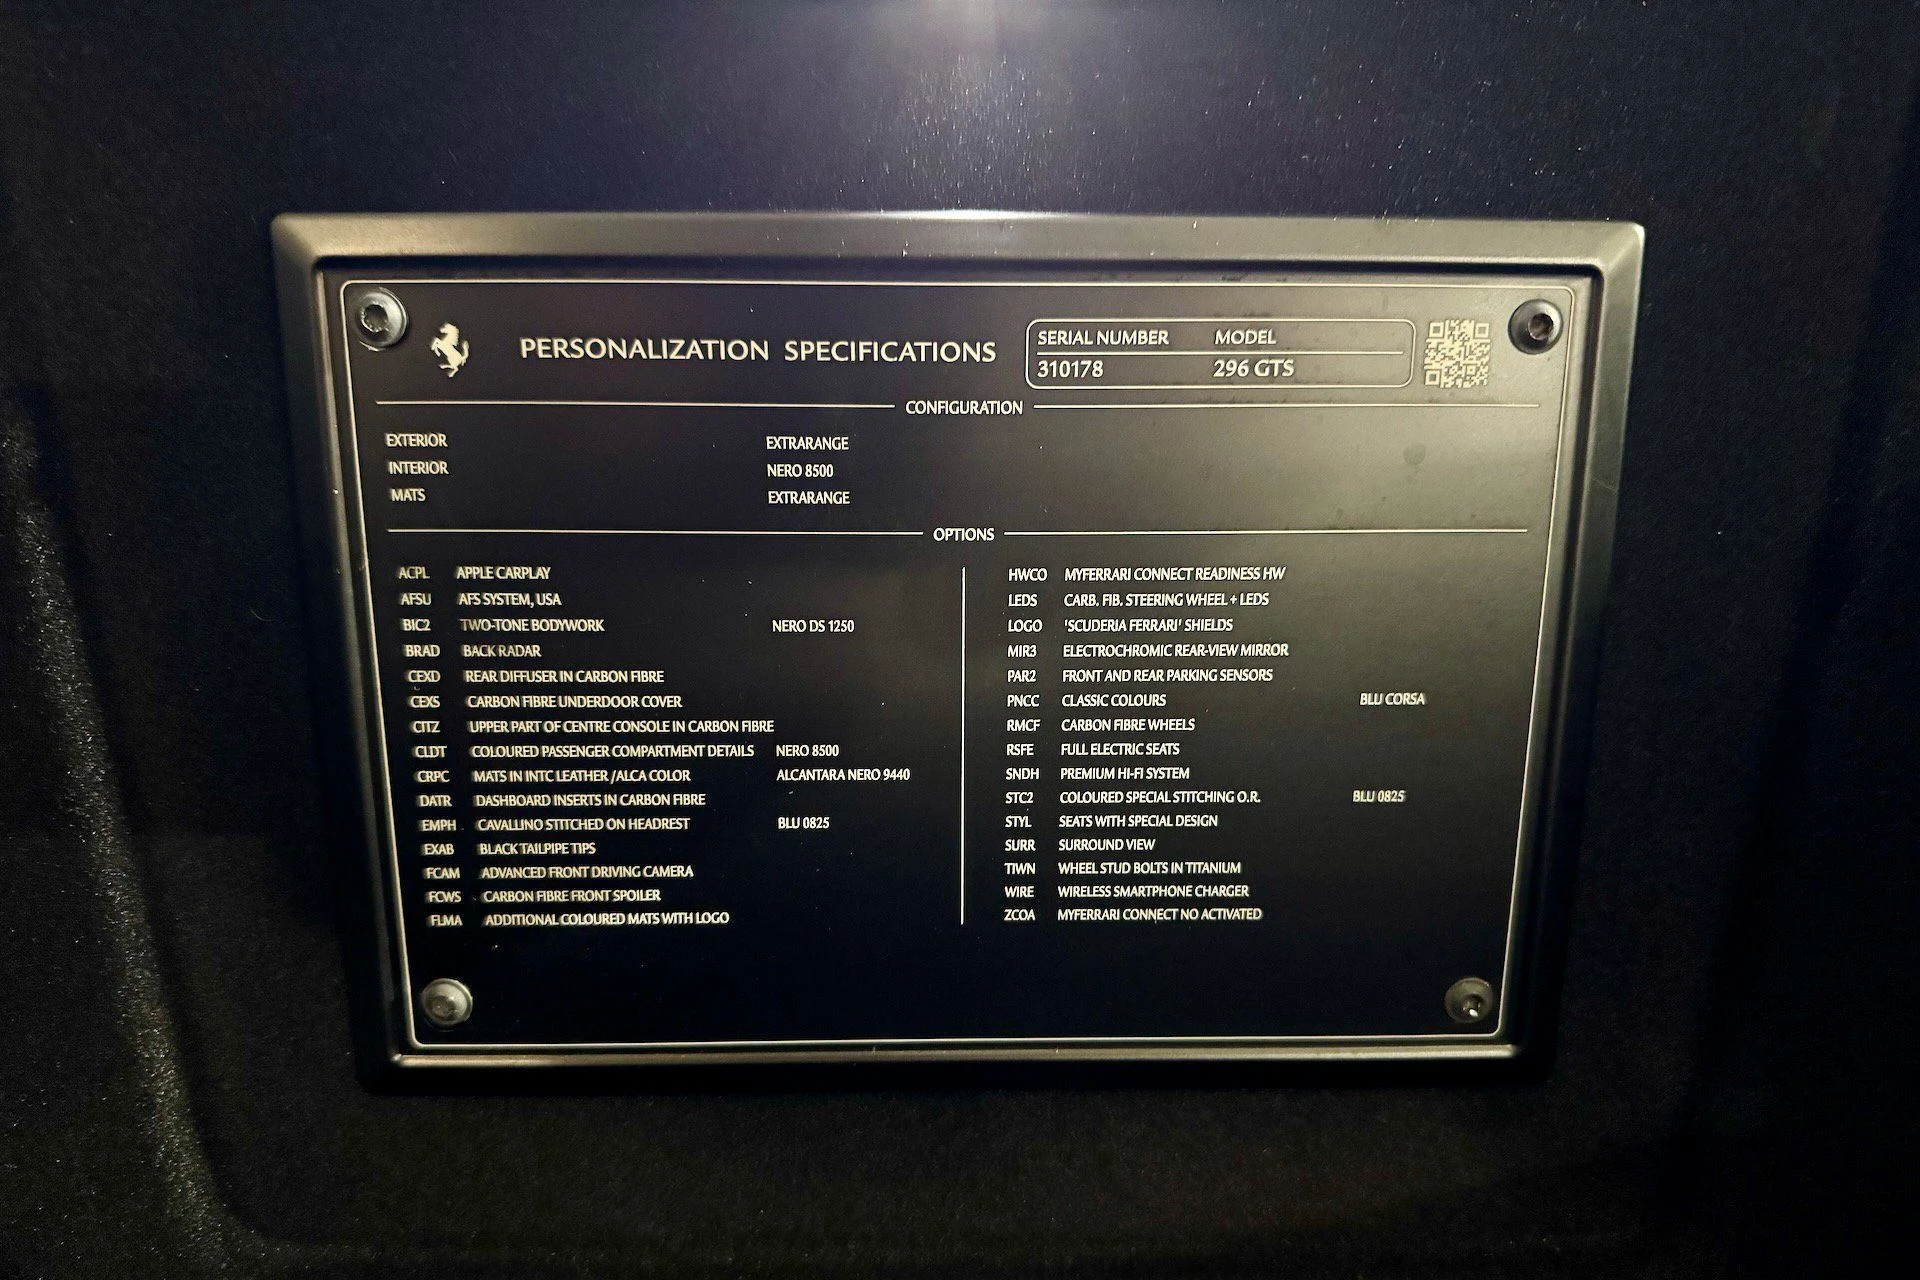 PERSONALIZATION SPECIFICATIONS
SERIAL NUMBER MODEL
310178 296 GTS
CONFIGURATION
EXTERIOR EXTRARANGE
INTERIOR NERO 8500
MATS EXTRARANGE
OPTIONS
ACPL APPLE CARPLAY
AFSU AFS SYSTEM, USA
BIC2 TWO-TONE BODYWORK NERO DS 1250
BRAD BACK RADAR
CEXD REAR DIFFUSER IN CARBON FIBRE
CEXS CARBON FIBRE UNDERDOOR COVER
CITZ UPPER PART OF CENTRE CONSOLE IN CARBON FIBRE
CLDT COLOURED PASSENGER COMPARTMENT DETAILS NERO 8500
CRPC MATS IN INTC LEATHER /ALCA COLOR ALCANTARA NERO 9440
DATR DASHBOARD INSERTS IN CARBON FIBRE
EMPH CAVALLINO STITCHED ON HEADREST BLU 0825
EXAB BLACK TAILPIPE TIPS
FCAM ADVANCED FRONT DRIVING CAMERA
FCWS CARBON FIBRE FRONT SPOILER
FLMA ADDITIONAL COLOURED MATS WITH LOGO
HWCO MYFERRARI CONNECT READINESS HW
LEDS CARB. FIB. STEERING WHEEL + LEDS
LOGO 'SCUDERIA FERRARI' SHIELDS
MIR3 ELECTROCHROMIC REAR-VIEW MIRROR
PAR2 FRONT AND REAR PARKING SENSORS
PNCC CLASSIC COLOURS BLU CORSA
RMCF CARBON FIBRE WHEELS
RSFE FULL ELECTRIC SEATS
SNDH PREMIUM HI-FI SYSTEM
STC2 COLOURED SPECIAL STITCHING O.R. BLU 0825
STYL SEATS WITH SPECIAL DESIGN
SURR SURROUND VIEW
TIWN WHEEL STUD BOLTS IN TITANIUM
WIRE WIRELESS SMARTPHONE CHARGER
ZCOA MYFERRARI CONNECT NO ACTIVATED